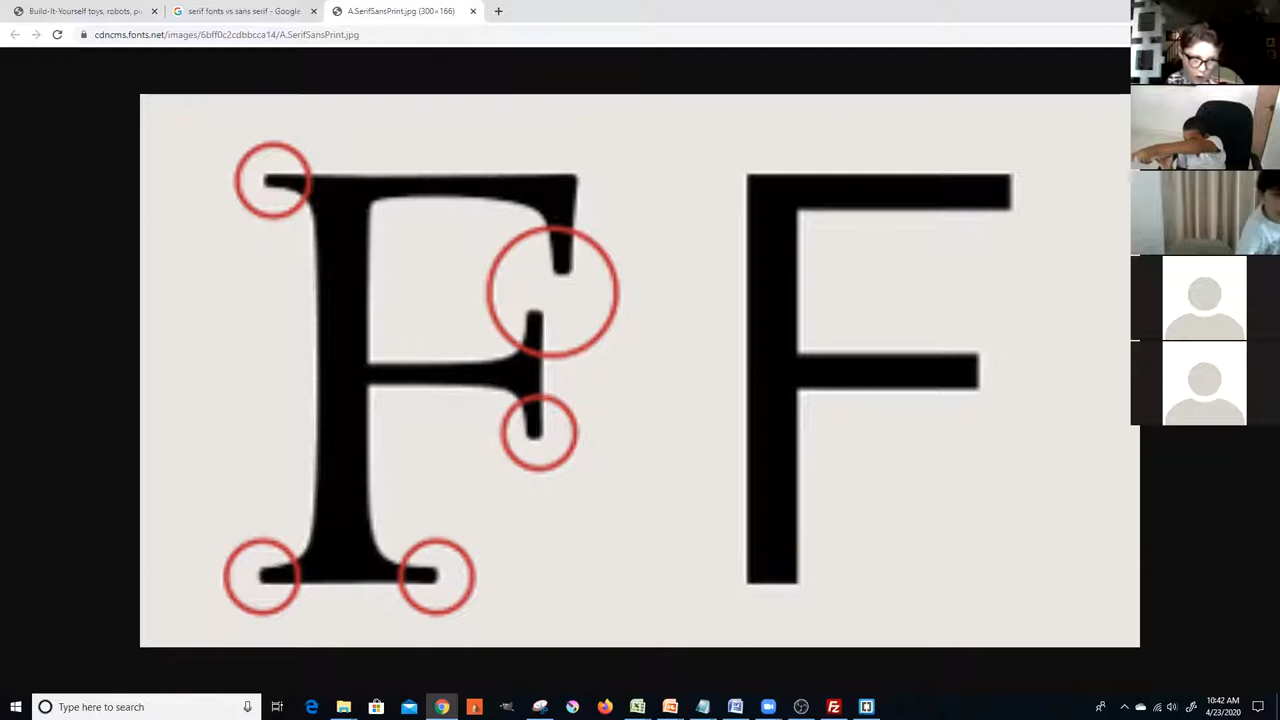 Build-It-Yourself toys, robots, pu
serif fonts vs sans serif - Google
A.SerifSansPrint.jpg (300×166)
cdncms.fonts.net/images/6bff0c2cdbbcca14/A.SerifSansPrint.jpg
F F
Type here to search
10:42 AM
4/23/2020